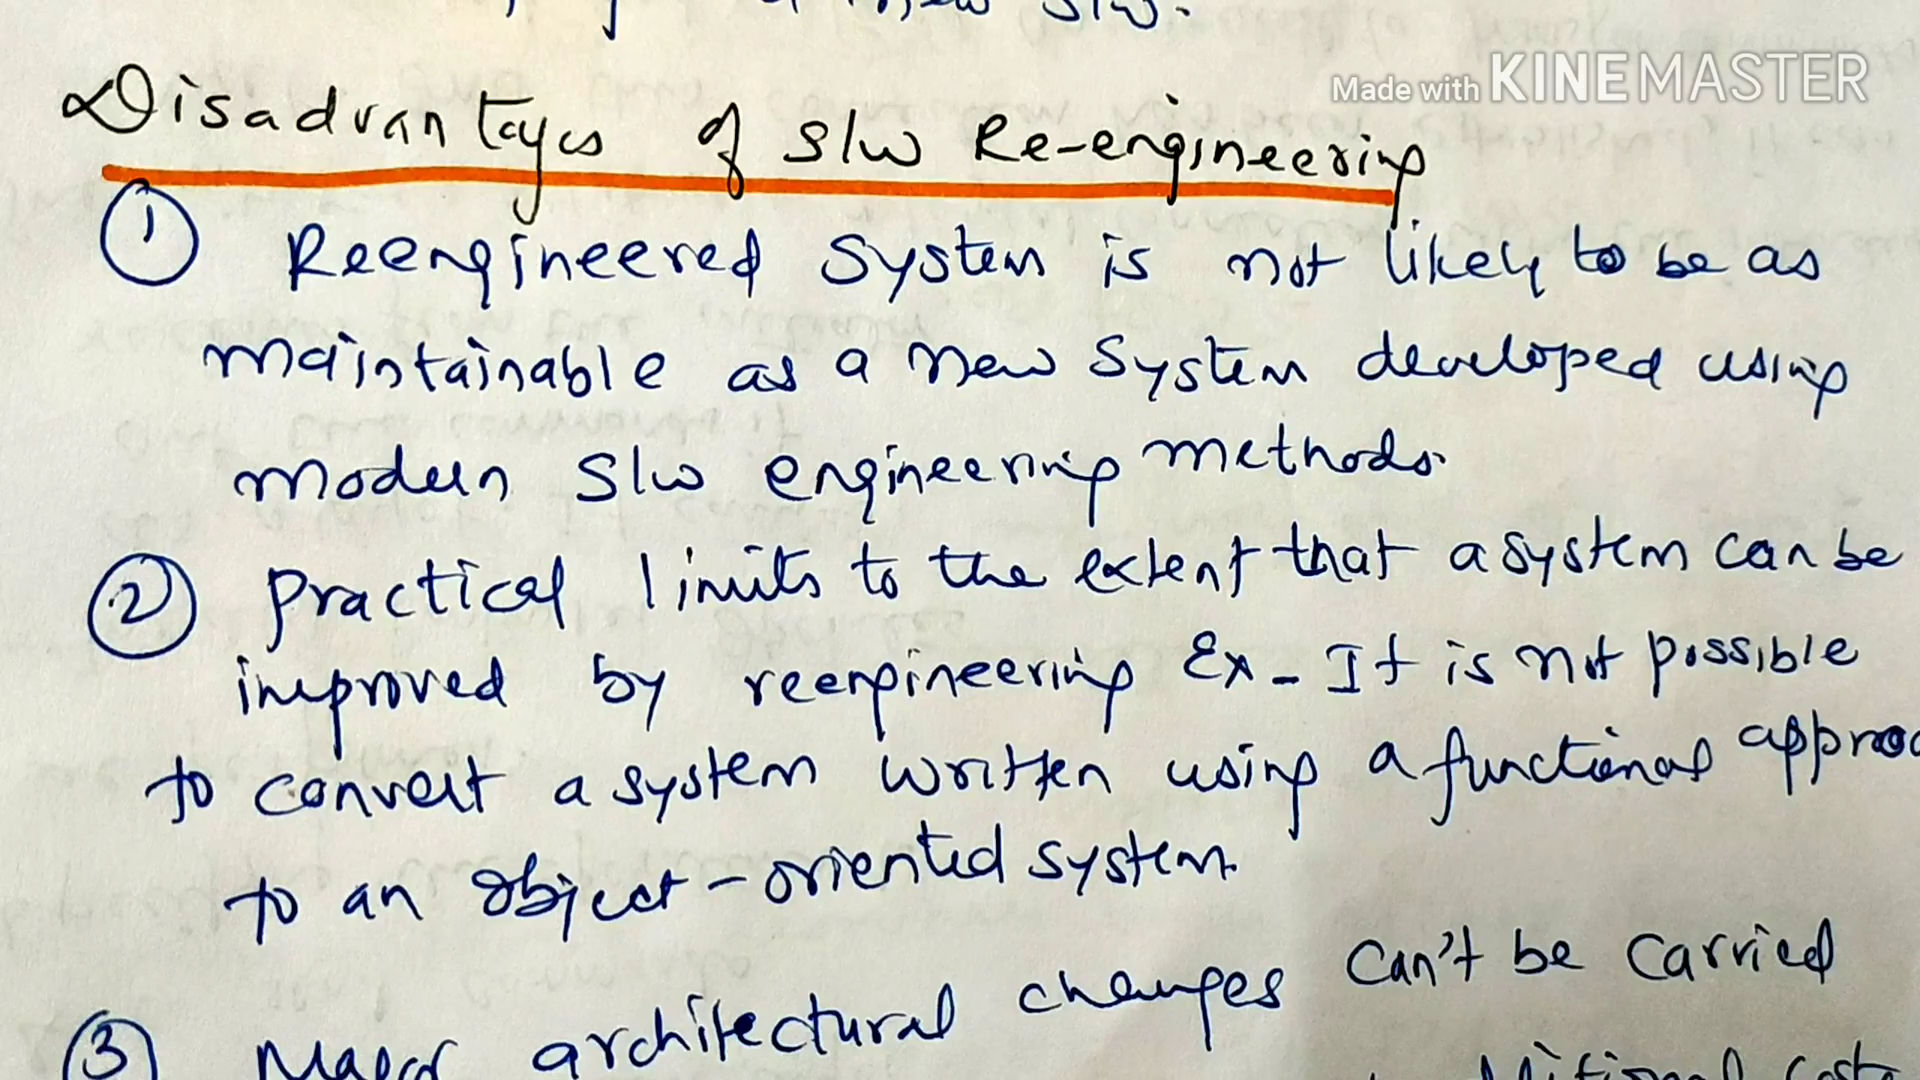 new S/w.
Made with KINEMASTER
Disadvantages of S/w Re-engineering
1 Reengineered System is not likely to be as
maintainable as a new system developed using
modern S/w engineering methods.
2 Practical limits to the extent that a system can be
improved by reengineering Ex - It is not possible
to convert a system written using a functional approac
to an object-oriented system.
3 Major architectural changes can't be carried